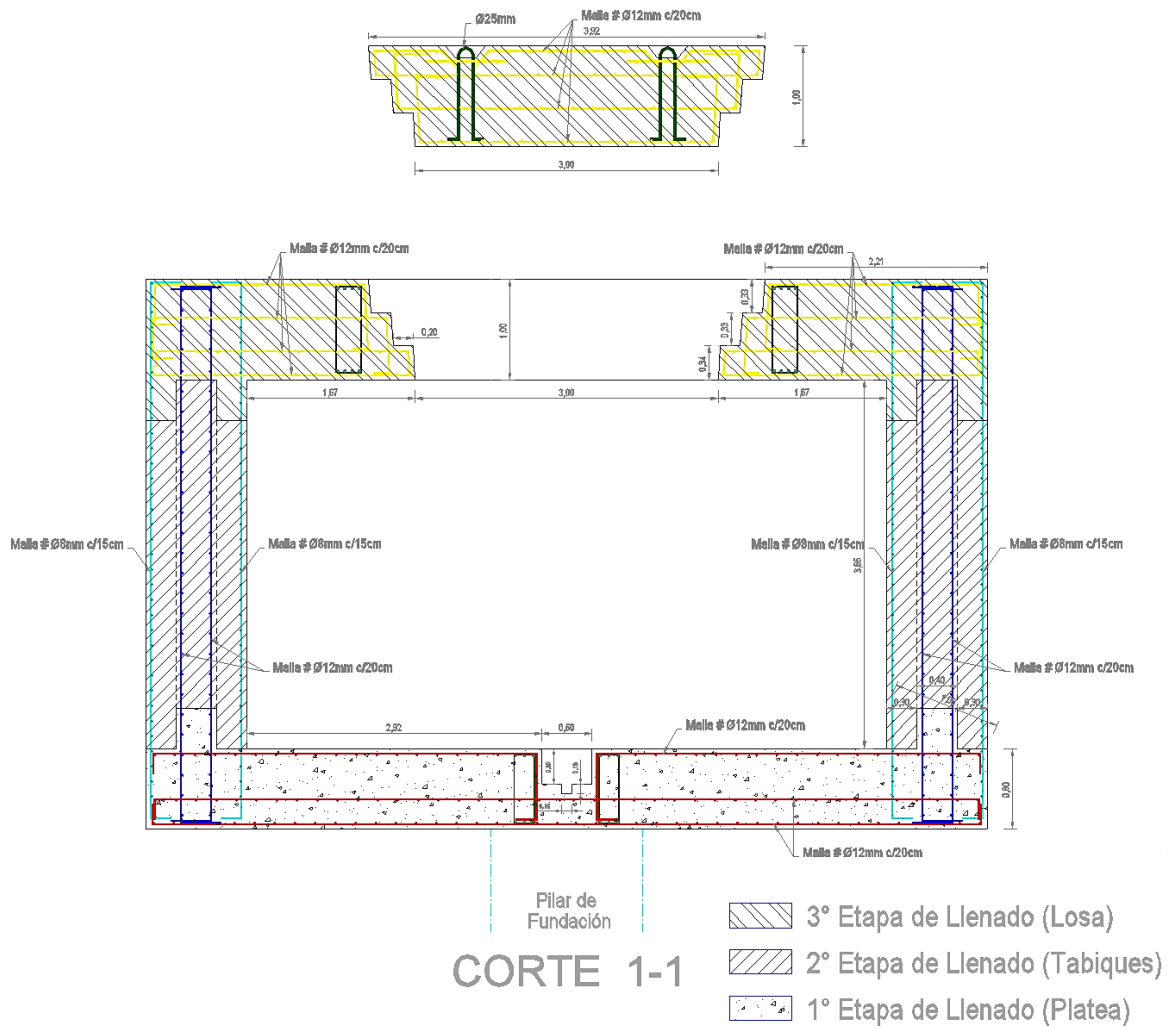 Ø25mm
Malla # Ø12mm c/20cm
3,92
1,00
3,00
Malla # Ø12mm c/20cm
Malla # Ø12mm c/20cm
2,21
0,33
0,20
1,00
0,33
0,34
1,67
3,00
1,67
Malla # Ø8mm c/15cm
Malla # Ø8mm c/15cm
Malla # Ø8mm c/15cm
Malla # Ø8mm c/15cm
3,66
Malla # Ø12mm c/20cm
Malla # Ø12mm c/20cm
0,40
0,30
0,30
2,92
0,50
Malla # Ø12mm c/20cm
0,80
Malla # Ø12mm c/20cm
Pilar de
Fundación
CORTE 1-1
3° Etapa de Llenado (Losa)
2° Etapa de Llenado (Tabiques)
1° Etapa de Llenado (Platea)